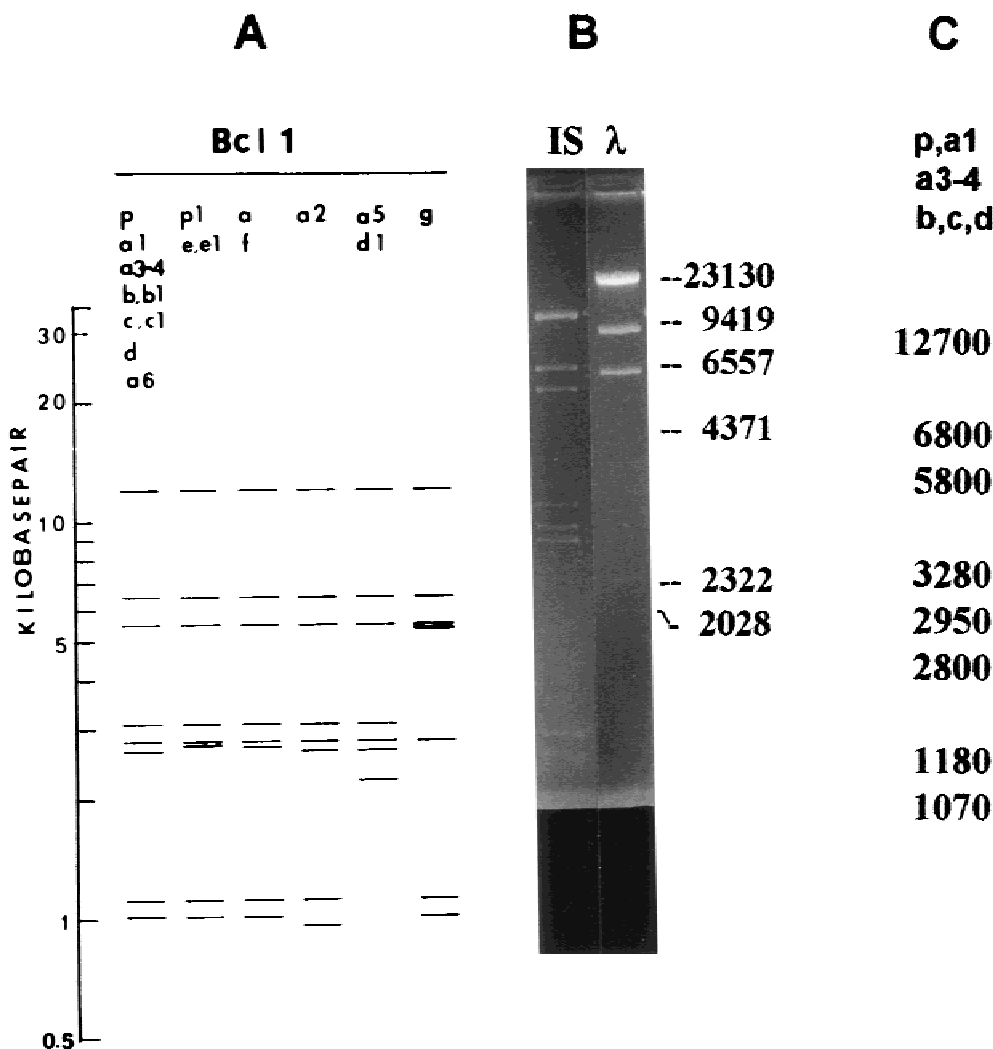 A
B
C
Bcl 1
p p1 a a2 a5 g
a1 e,e1 f d1
a3-4
b,b1
c,c1
d
a6
KILOBASEPAIR
30
20
10
5
1
0.5
IS λ
--23130
-- 9419
-- 6557
-- 4371
-- 2322
- 2028
p,a1
a3-4
b,c,d
12700
6800
5800
3280
2950
2800
1180
1070